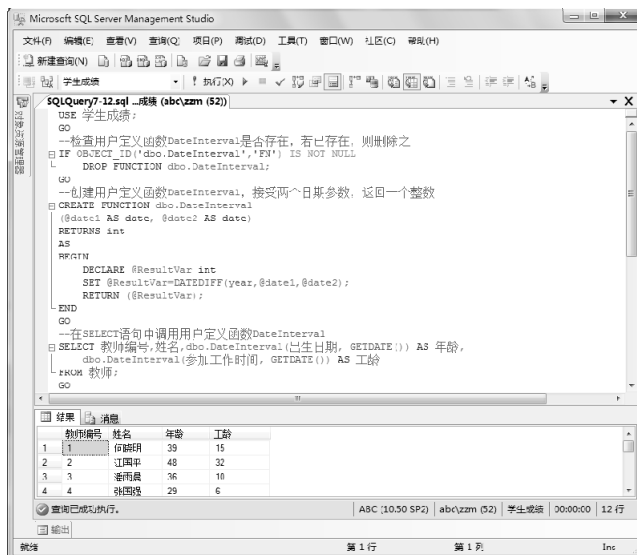 Microsoft SQL Server Management Studio
文件(F) 编辑(E) 查看(V) 查询(Q) 项目(P) 调试(D) 工具(T) 窗口(W) 社区(C) 帮助(H)
新建查询(N)
学生成绩 执行(X)
SQLQuery7-12.sql ...成绩 (abc\zzm (52))
对象资源管理器
USE 学生成绩;
GO
--检查用户定义函数DateInterval是否存在，若已存在，则删除之
IF OBJECT_ID('dbo.DateInterval','FN') IS NOT NULL
DROP FUNCTION dbo.DateInterval;
GO
--创建用户定义函数DateInterval，接受两个日期参数，返回一个整数
CREATE FUNCTION dbo.DateInterval
(@date1 AS date, @date2 AS date)
RETURNS int
AS
BEGIN
DECLARE @ResultVar int
SET @ResultVar=DATEDIFF(year,@date1,@date2);
RETURN (@ResultVar);
END
GO
--在SELECT语句中调用用户定义函数DateInterval
SELECT 教师编号,姓名,dbo.DateInterval(出生日期, GETDATE()) AS 年龄,
dbo.DateInterval(参加工作时间, GETDATE()) AS 工龄
FROM 教师;
GO
结果 消息
教师编号 姓名 年龄 工龄
1 1 何晓明 39 15
2 2 江国平 48 32
3 3 潘雨晨 36 10
4 4 张国强 29 6
查询已成功执行。 ABC (10.50 SP2) abc\zzm (52) 学生成绩 00:00:00 12 行
输出
就绪 第 1 行 第 1 列 Ins